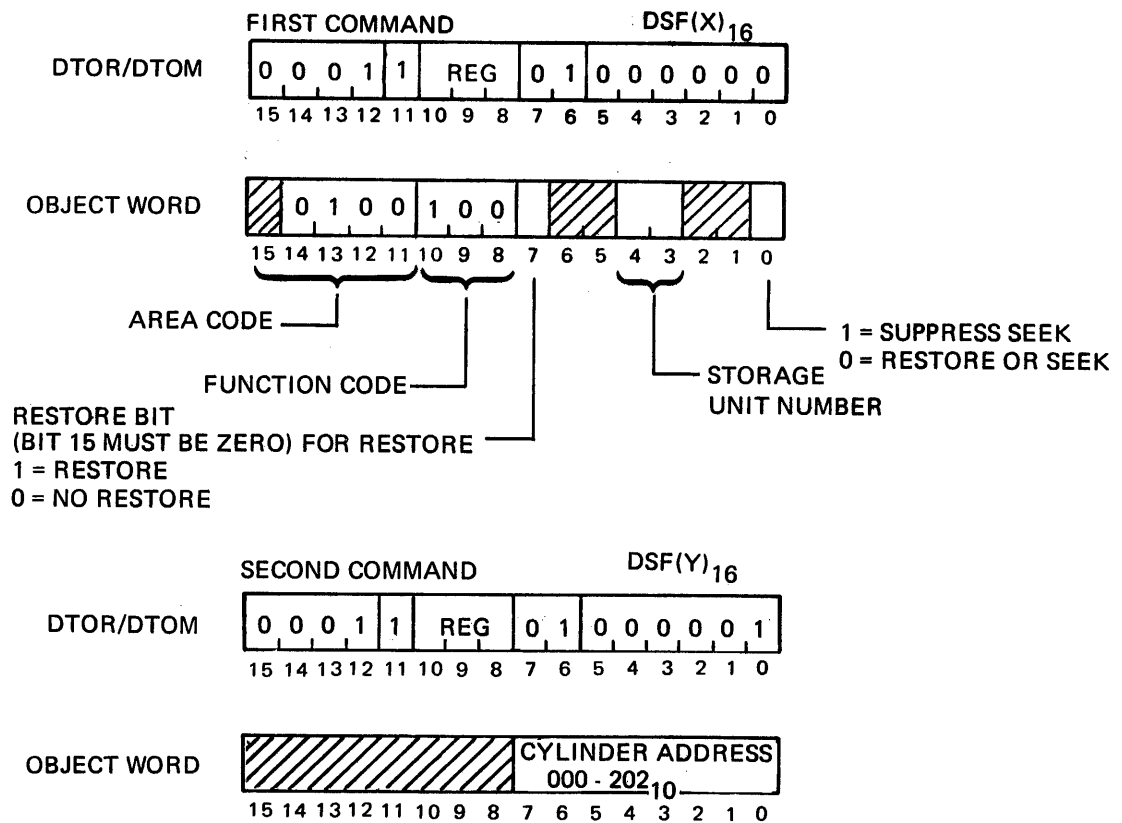 FIRST COMMAND DSF(X)16
DTOR/DTOM 0 0 0 1 1 REG 0 1 0 0 0 0 0 0
15 14 13 12 11 10 9 8 7 6 5 4 3 2 1 0
OBJECT WORD 0 1 0 0 1 0 0
15 14 13 12 11 10 9 8 7 6 5 4 3 2 1 0
AREA CODE
1 = SUPPRESS SEEK
0 = RESTORE OR SEEK
FUNCTION CODE
STORAGE
UNIT NUMBER
RESTORE BIT
(BIT 15 MUST BE ZERO) FOR RESTORE
1 = RESTORE
0 = NO RESTORE
SECOND COMMAND DSF(Y)16
DTOR/DTOM 0 0 0 1 1 REG 0 1 0 0 0 0 0 1
15 14 13 12 11 10 9 8 7 6 5 4 3 2 1 0
OBJECT WORD CYLINDER ADDRESS
000 - 20210
15 14 13 12 11 10 9 8 7 6 5 4 3 2 1 0